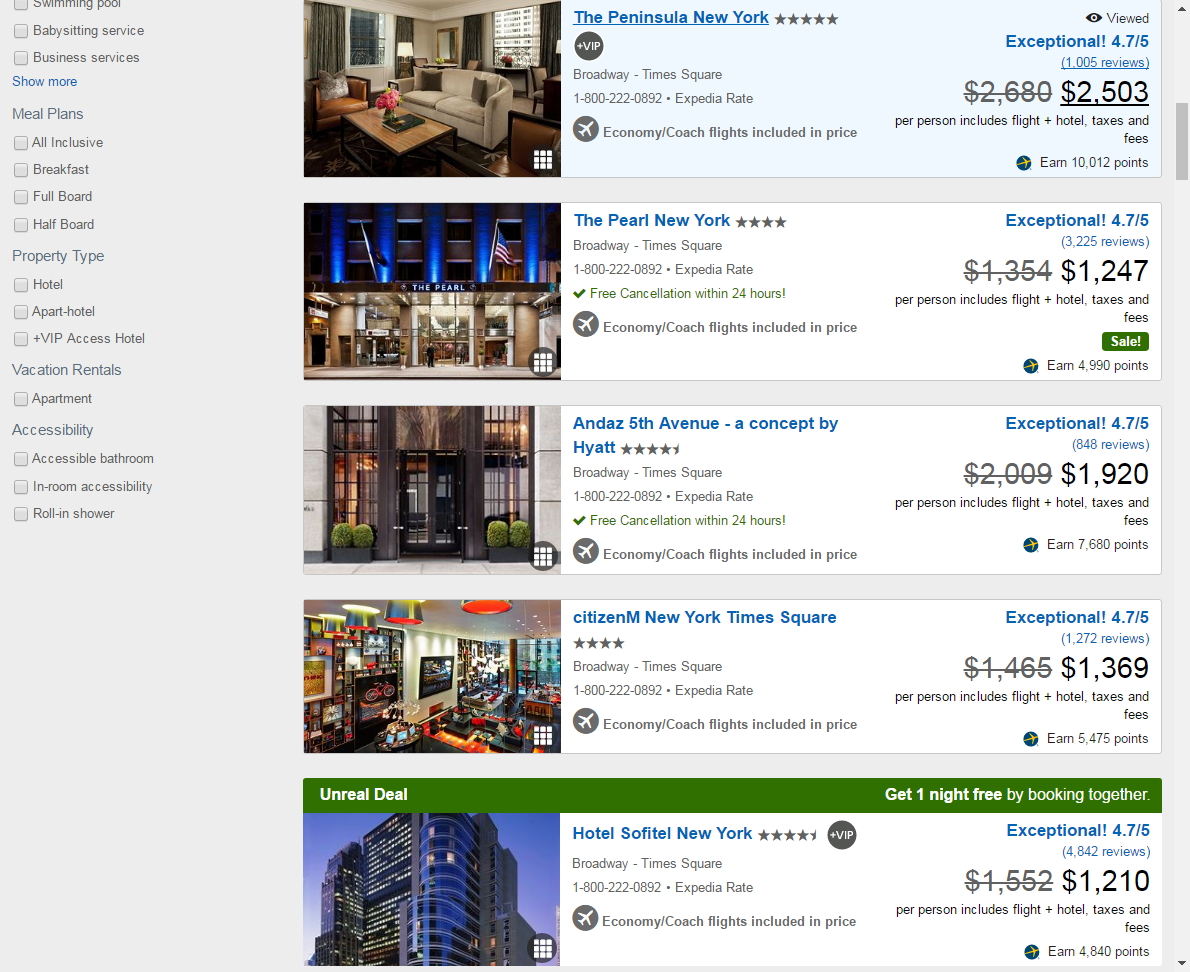 Swimming pool
Babysitting service
Business services
Show more
Meal Plans
All Inclusive
Breakfast
Full Board
Half Board
Property Type
Hotel
Apart-hotel
+VIP Access Hotel
Vacation Rentals
Apartment
Accessibility
Accessible bathroom
In-room accessibility
Roll-in shower
The Peninsula New York
+VIP
Broadway - Times Square
1-800-222-0892 • Expedia Rate
Economy/Coach flights included in price
Viewed
Exceptional! 4.7/5
(1,005 reviews)
$2,680 $2,503
per person includes flight + hotel, taxes and
fees
Earn 10,012 points
THE PEARL
The Pearl New York
Broadway - Times Square
1-800-222-0892 • Expedia Rate
Free Cancellation within 24 hours!
Economy/Coach flights included in price
Exceptional! 4.7/5
(3,225 reviews)
$1,354 $1,247
per person includes flight + hotel, taxes and
fees
Sale!
Earn 4,990 points
Andaz 5th Avenue - a concept by
Hyatt
Broadway - Times Square
1-800-222-0892 • Expedia Rate
Free Cancellation within 24 hours!
Economy/Coach flights included in price
Exceptional! 4.7/5
(848 reviews)
$2,009 $1,920
per person includes flight + hotel, taxes and
fees
Earn 7,680 points
citizenM New York Times Square
Broadway - Times Square
1-800-222-0892 • Expedia Rate
Economy/Coach flights included in price
Exceptional! 4.7/5
(1,272 reviews)
$1,465 $1,369
per person includes flight + hotel, taxes and
fees
Earn 5,475 points
Unreal Deal
Get 1 night free by booking together.
Hotel Sofitel New York
+VIP
Broadway - Times Square
1-800-222-0892 • Expedia Rate
Economy/Coach flights included in price
Exceptional! 4.7/5
(4,842 reviews)
$1,552 $1,210
per person includes flight + hotel, taxes and
fees
Earn 4,840 points